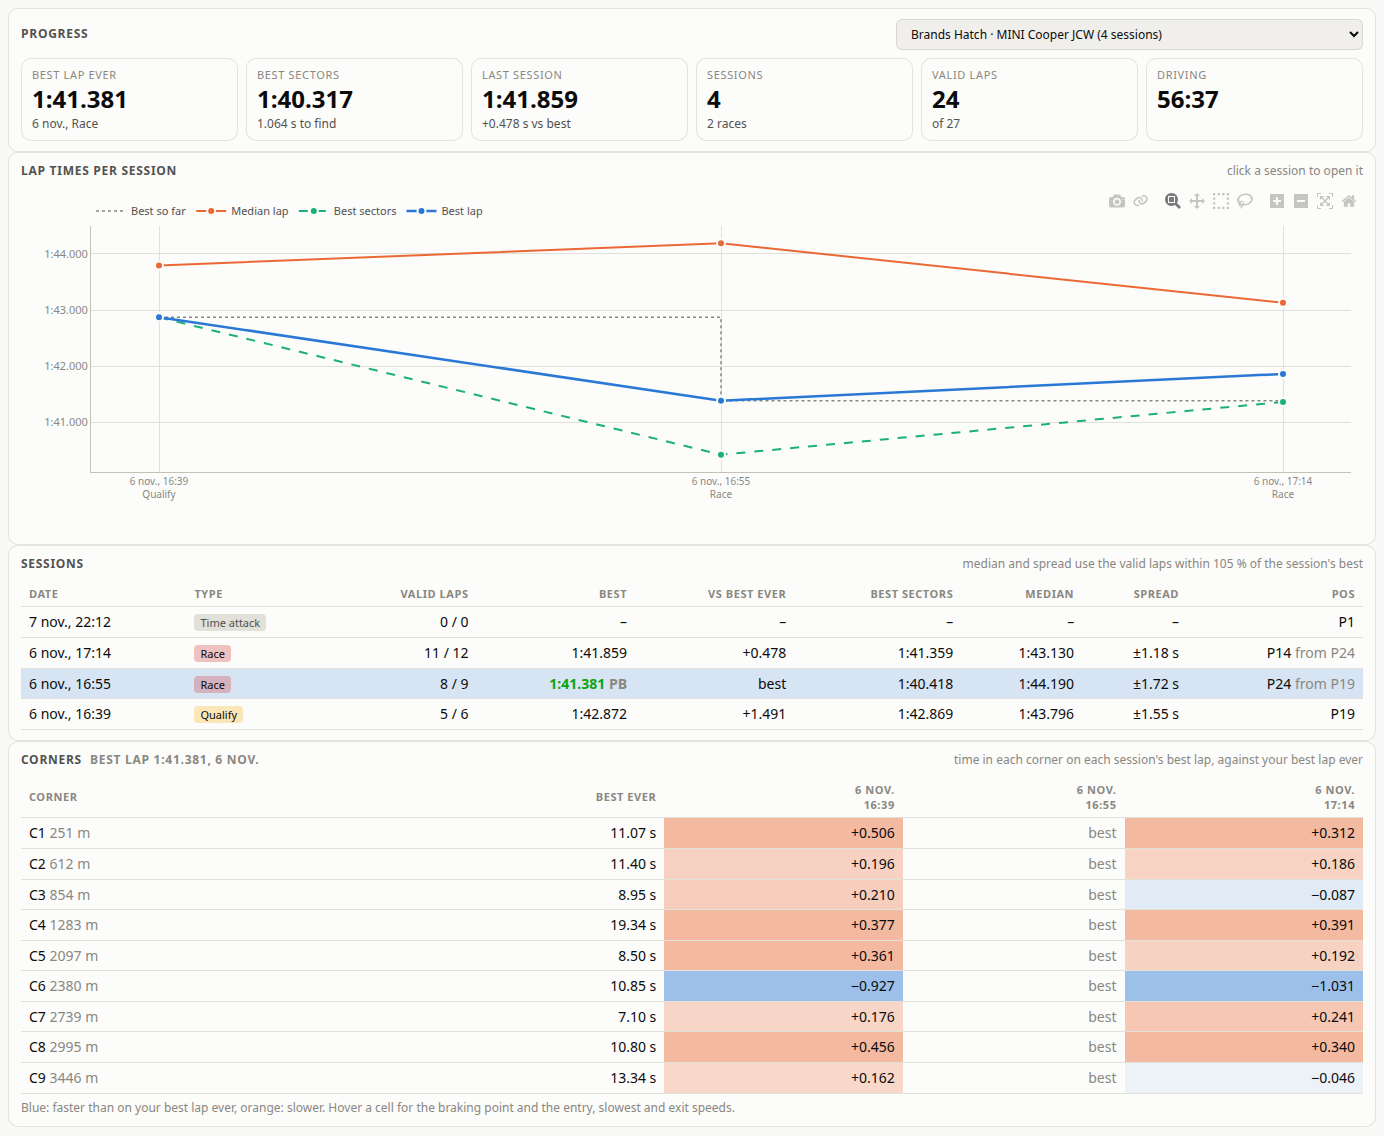 PROGRESS
Brands Hatch · MINI Cooper JCW (4 sessions)
BEST LAP EVER
1:41.381
6 nov., Race
BEST SECTORS
1:40.317
1.064 s to find
LAST SESSION
1:41.859
+0.478 s vs best
SESSIONS
4
2 races
VALID LAPS
24
of 27
DRIVING
56:37
LAP TIMES PER SESSION
click a session to open it
Best so far Median lap Best sectors Best lap
1:44.000
1:43.000
1:42.000
1:41.000
6 nov., 16:39
Qualify
6 nov., 16:55
Race
6 nov., 17:14
Race
SESSIONS
median and spread use the valid laps within 105 % of the session's best
DATE TYPE VALID LAPS BEST VS BEST EVER BEST SECTORS MEDIAN SPREAD POS
7 nov., 22:12 Time attack 0 / 0 – – – – – P1
6 nov., 17:14 Race 11 / 12 1:41.859 +0.478 1:41.359 1:43.130 ±1.18 s P14 from P24
6 nov., 16:55 Race 8 / 9 1:41.381 PB best 1:40.418 1:44.190 ±1.72 s P24 from P19
6 nov., 16:39 Qualify 5 / 6 1:42.872 +1.491 1:42.869 1:43.796 ±1.55 s P19
CORNERS BEST LAP 1:41.381, 6 NOV.
time in each corner on each session's best lap, against your best lap ever
CORNER BEST EVER 6 NOV. 16:39 6 NOV. 16:55 6 NOV. 17:14
C1 251 m 11.07 s +0.506 best +0.312
C2 612 m 11.40 s +0.196 best +0.186
C3 854 m 8.95 s +0.210 best −0.087
C4 1283 m 19.34 s +0.377 best +0.391
C5 2097 m 8.50 s +0.361 best +0.192
C6 2380 m 10.85 s −0.927 best −1.031
C7 2739 m 7.10 s +0.176 best +0.241
C8 2995 m 10.80 s +0.456 best +0.340
C9 3446 m 13.34 s +0.162 best −0.046
Blue: faster than on your best lap ever, orange: slower. Hover a cell for the braking point and the entry, slowest and exit speeds.